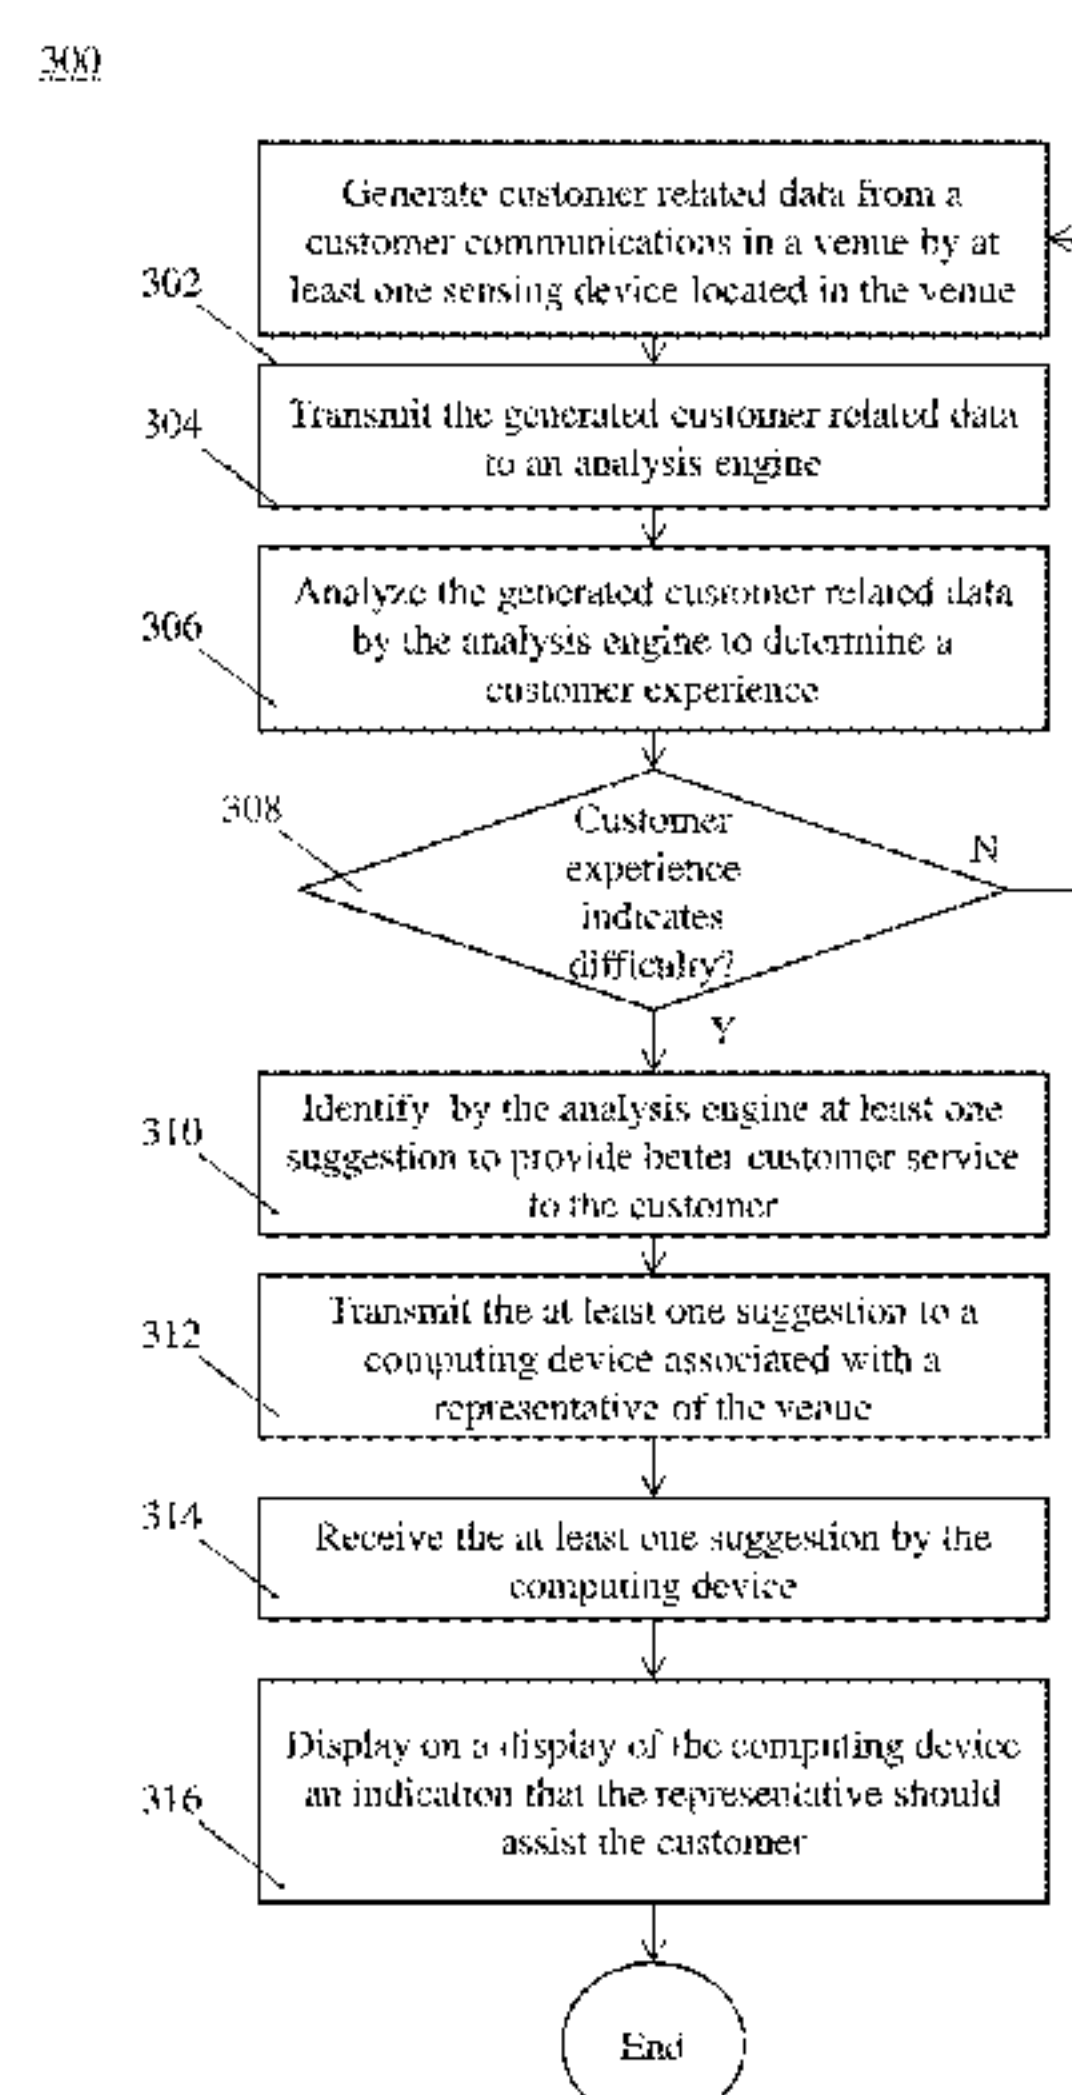 300
Generate customer related data from a
customer communications in a venue by at
least one sensing device located in the venue
302
Transmit the generated customer related data
to an analysis engine
304
Analyze the generated customer related data
by the analysis engine to determine a
customer experience
306
Customer
experience
indicates
difficulty?
308
N
Y
Identify by the analysis engine at least one
suggestion to provide better customer service
to the customer
310
Transmit the at least one suggestion to a
computing device associated with a
representative of the venue
312
Receive the at least one suggestion by the
computing device
314
Display on a display of the computing device
an indication that the representative should
assist the customer
316
End